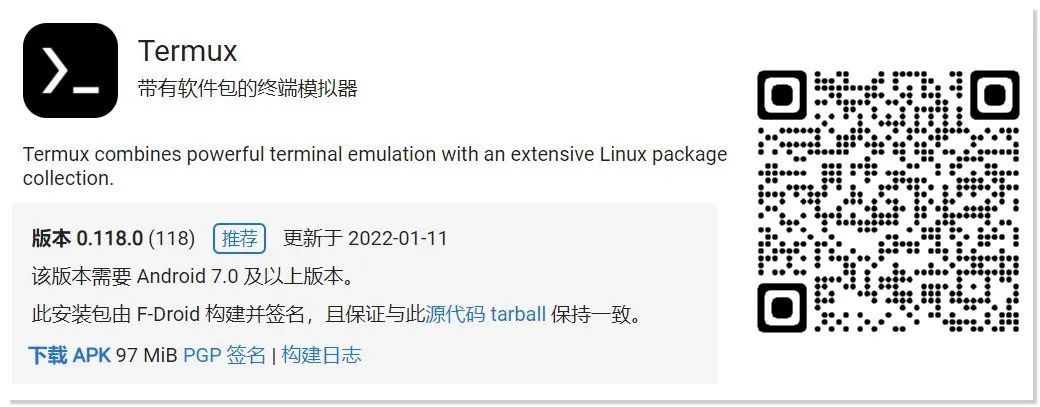 Termux
带有软件包的终端模拟器
Termux combines powerful terminal emulation with an extensive Linux package
collection.
版本 0.118.0 (118) 推荐 更新于 2022-01-11
该版本需要 Android 7.0 及以上版本。
此安装包由 F-Droid 构建并签名，且保证与此源代码 tarball 保持一致。
下载 APK 97 MiB PGP 签名 | 构建日志